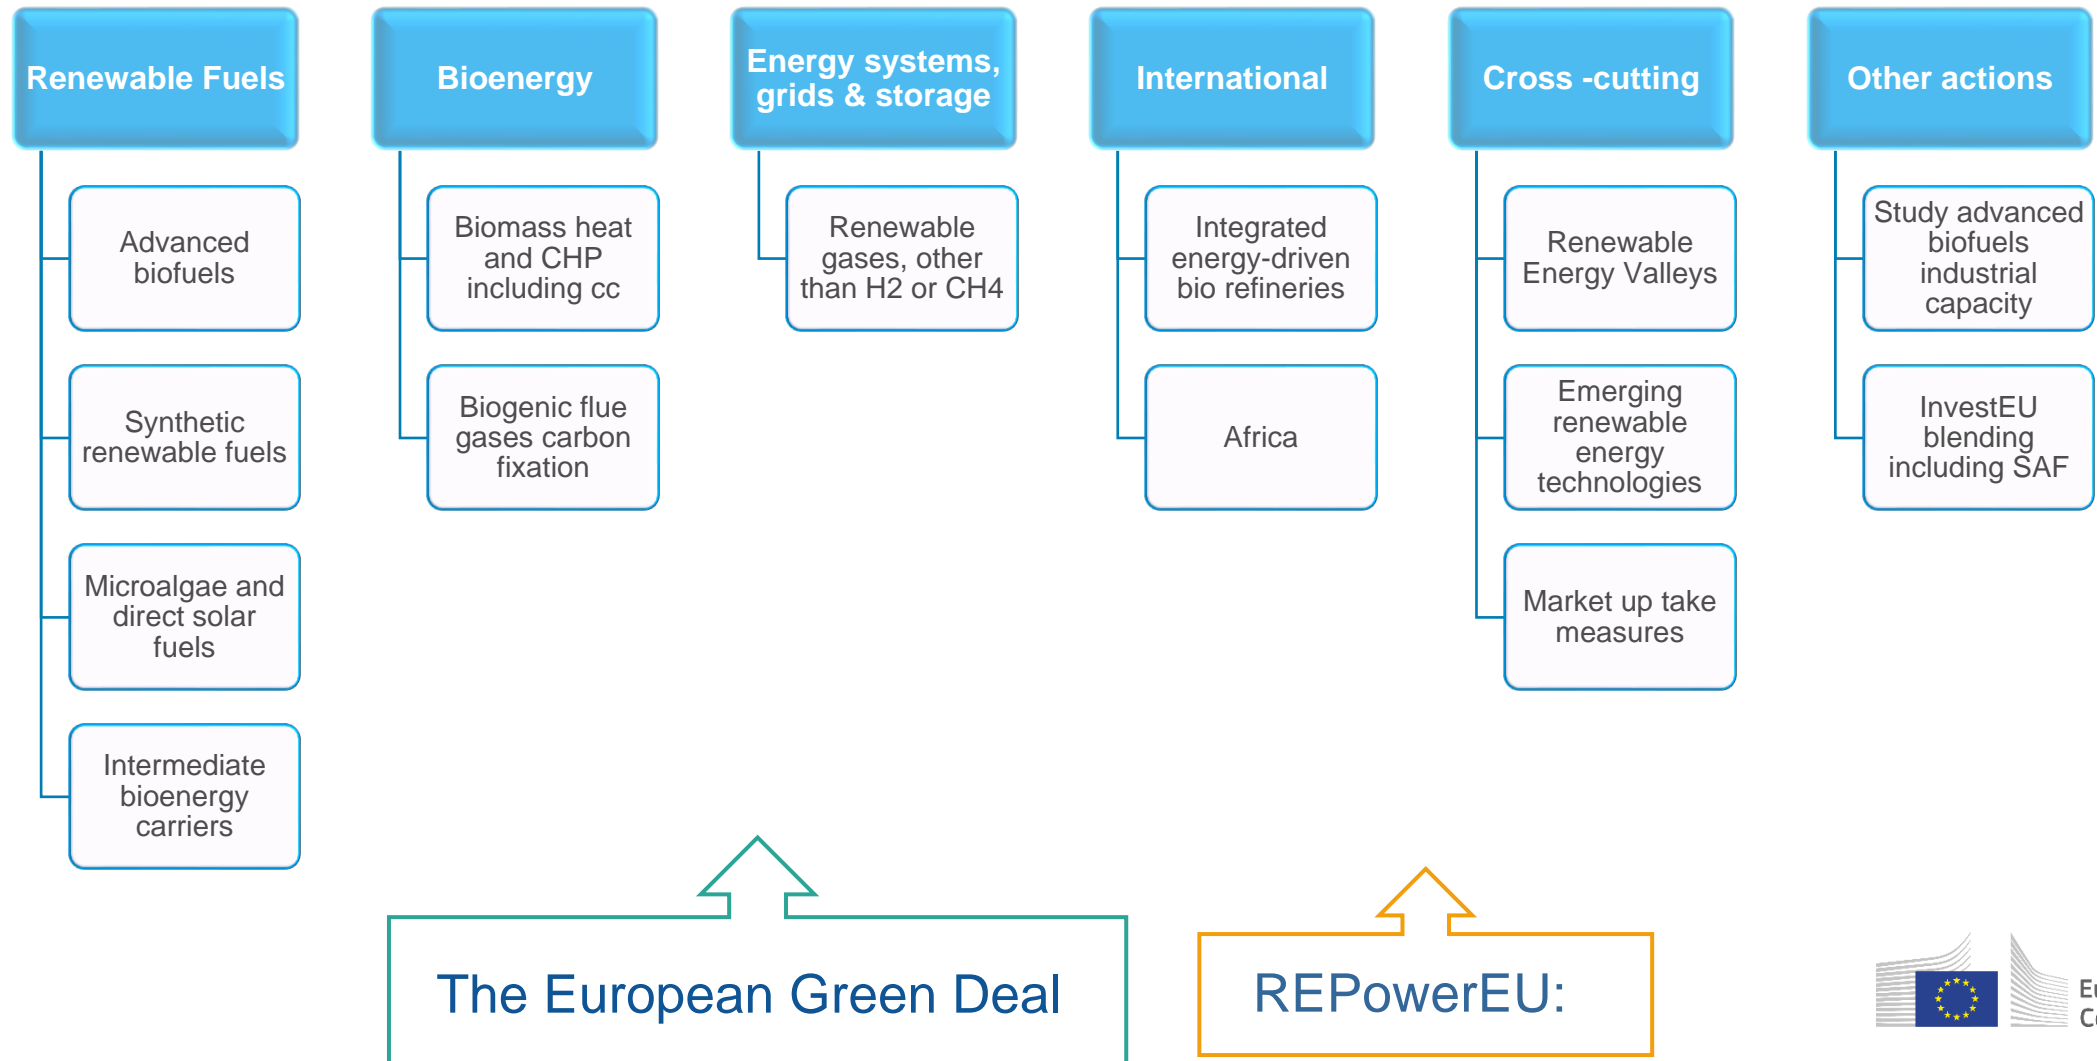 Renewable Fuels
Advanced
biofuels
Synthetic
renewable fuels
Microalgae and
direct solar
fuels
Intermediate
bioenergy
carriers
Bioenergy
Biomass heat
and CHP
including cc
Biogenic flue
gases carbon
fixation
Energy systems,
grids & storage
Renewable
gases, other
than H2 or CH4
International
Integrated
energy-driven
bio refineries
Africa
Cross -cutting
Renewable
Energy Valleys
Emerging
renewable
energy
technologies
Market up take
measures
Other actions
Study advanced
biofuels
industrial
capacity
InvestEU
blending
including SAF
The European Green Deal
REPowerEU: